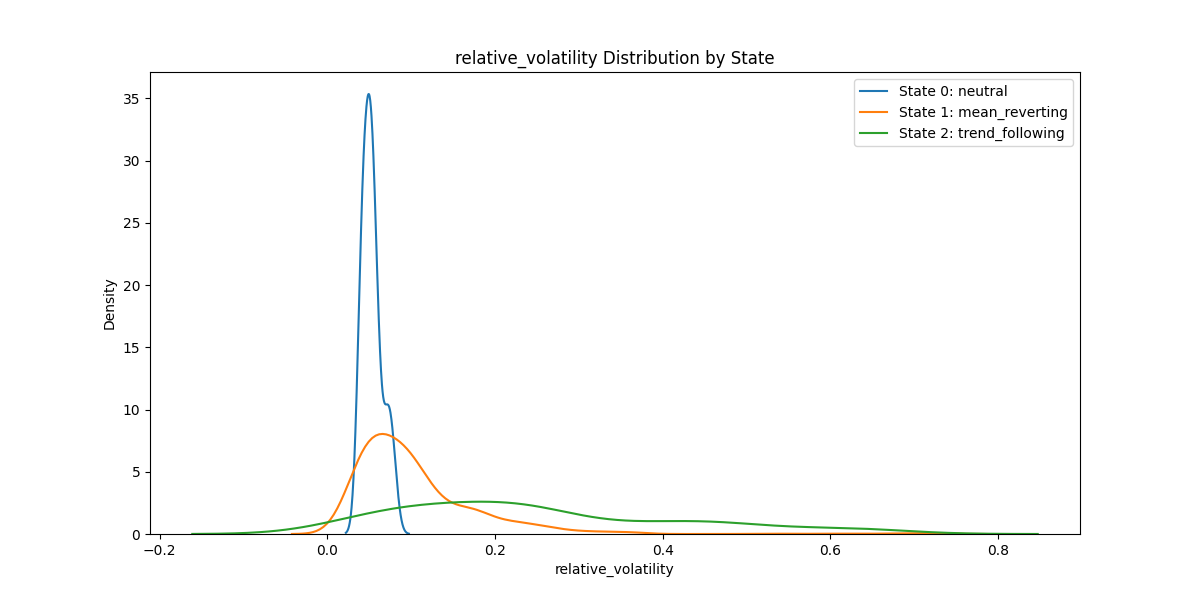 relative_volatility Distribution by State
State 0: neutral
State 1: mean_reverting
State 2: trend_following
Density
35
30
25
20
15
10
5
0
−0.2 0.0 0.2 0.4 0.6 0.8
relative_volatility